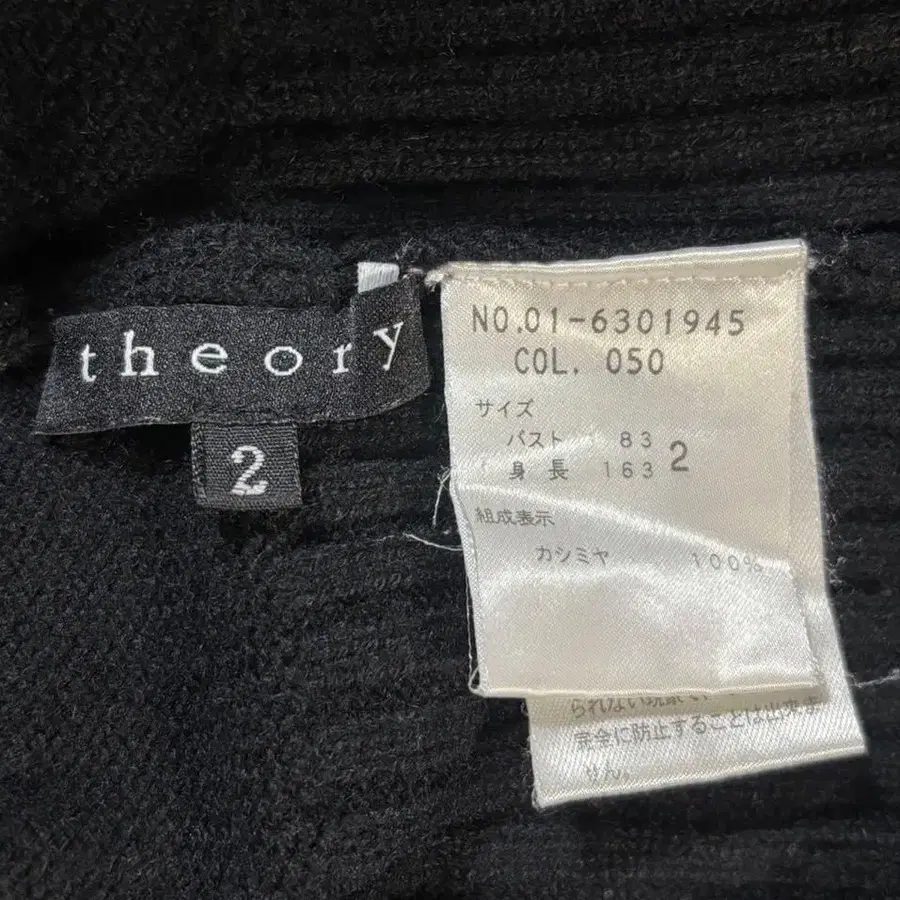 theory
2
NO.01-6301945
COL. 050
サイズ
バスト 83
身長 163 2
組成表示
カシミヤ 100%
完全に防止することは出来ま
せん。